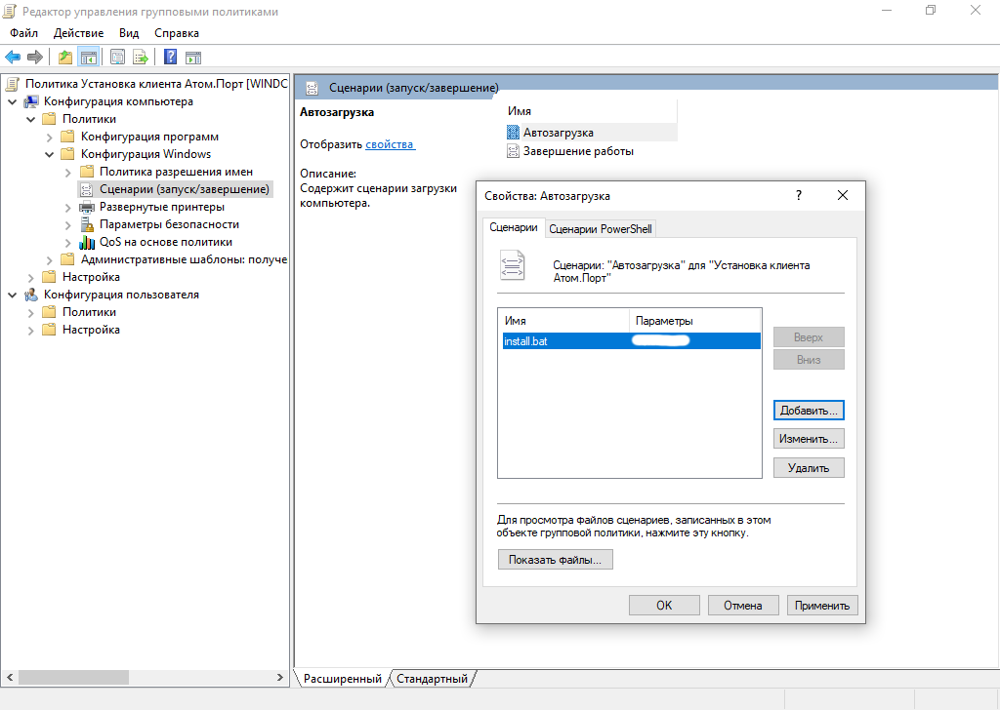 Редактор управления групповыми политиками
Файл Действие Вид Справка
Политика Установка клиента Атом.Порт [WINDC
Конфигурация компьютера
Политики
Конфигурация программ
Конфигурация Windows
Политика разрешения имен
Сценарии (запуск/завершение)
Развернутые принтеры
Параметры безопасности
QoS на основе политики
Административные шаблоны: получе
Настройка
Конфигурация пользователя
Политики
Настройка
Сценарии (запуск/завершение)
Автозагрузка
Отобразить свойства
Описание:
Содержит сценарии загрузки
компьютера.
Имя
Автозагрузка
Завершение работы
Свойства: Автозагрузка
?
Сценарии Сценарии PowerShell
Сценарии: "Автозагрузка" для "Установка клиента
Атом.Порт"
Имя Параметры
install.bat
Вверх
Вниз
Добавить...
Изменить...
Удалить
Для просмотра файлов сценариев, записанных в этом
объекте групповой политики, нажмите эту кнопку.
Показать файлы...
OK Отмена Применить
Расширенный Стандартный